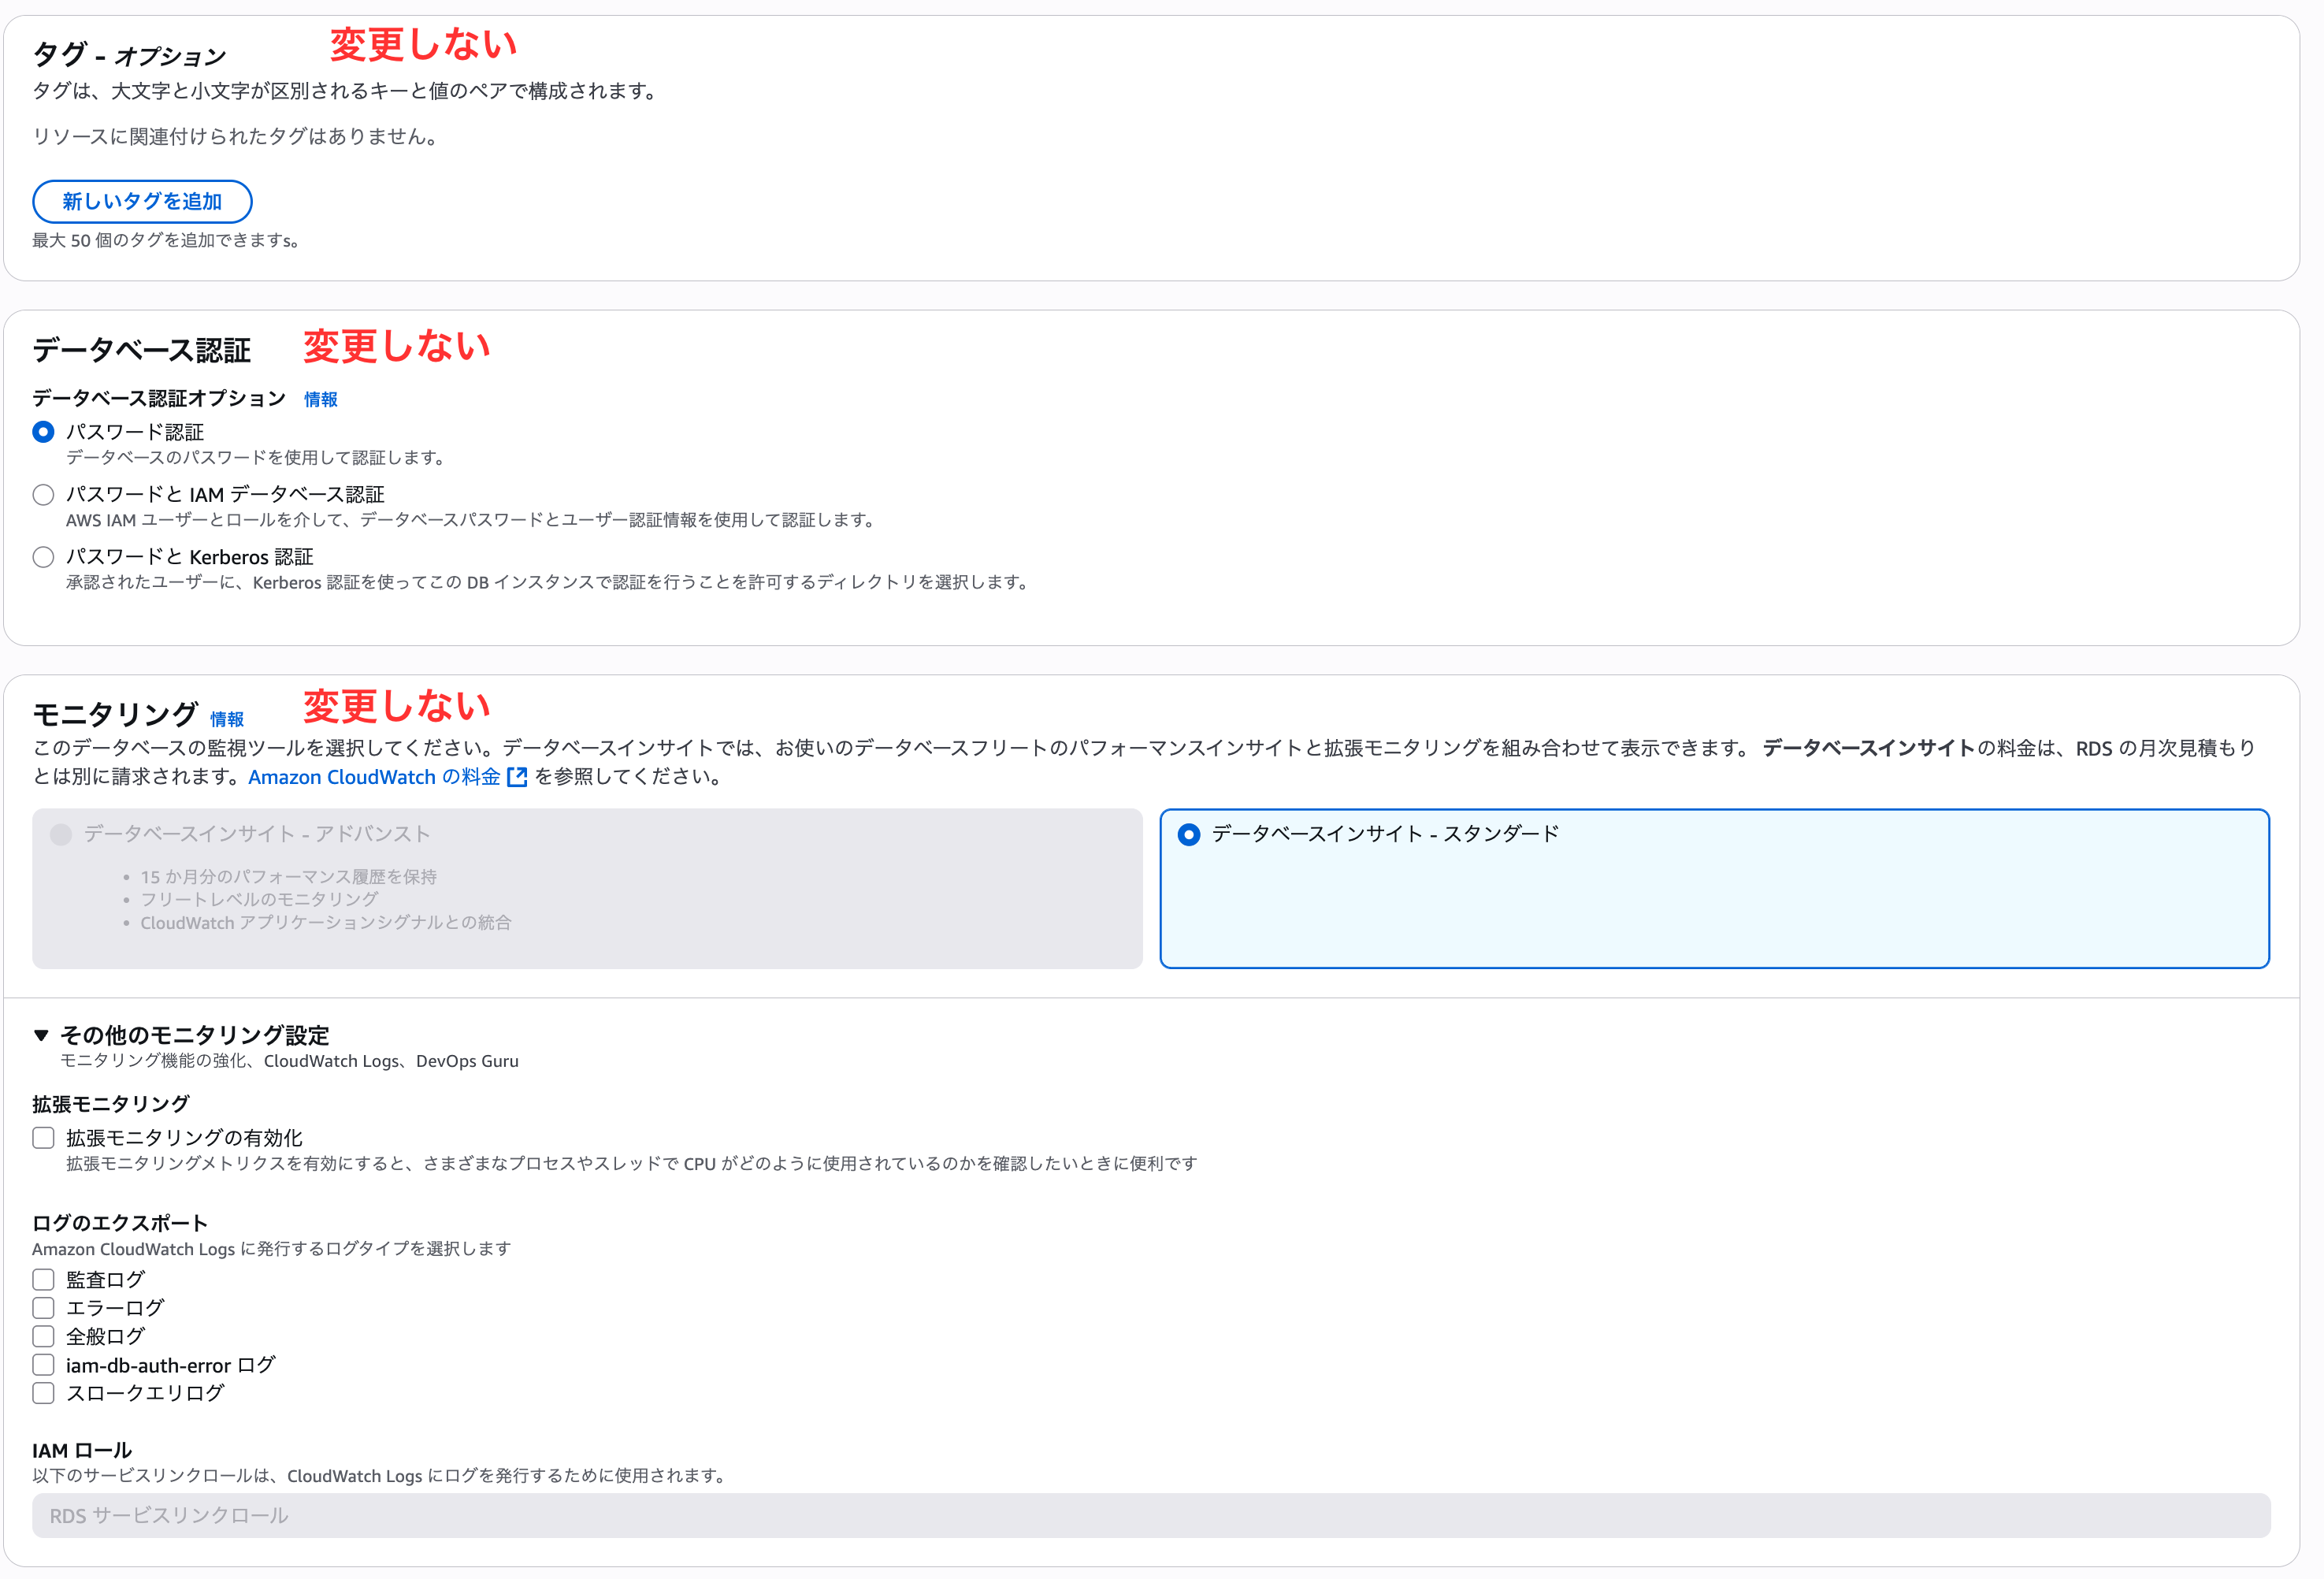 タグ - オプション 変更しない
タグは、大文字と小文字が区別されるキーと値のペアで構成されます。
リソースに関連付けられたタグはありません。
新しいタグを追加
最大 50 個のタグを追加できますs。
データベース認証 変更しない
データベース認証オプション 情報
パスワード認証
データベースのパスワードを使用して認証します。
パスワードと IAM データベース認証
AWS IAM ユーザーとロールを介して、データベースパスワードとユーザー認証情報を使用して認証します。
パスワードと Kerberos 認証
承認されたユーザーに、Kerberos 認証を使ってこの DB インスタンスで認証を行うことを許可するディレクトリを選択します。
モニタリング 情報 変更しない
このデータベースの監視ツールを選択してください。データベースインサイトでは、お使いのデータベースフリートのパフォーマンスインサイトと拡張モニタリングを組み合わせて表示できます。 データベースインサイトの料金は、RDS の月次見積もり
とは別に請求されます。Amazon CloudWatch の料金 を参照してください。
データベースインサイト - アドバンスト
• 15 か月分のパフォーマンス履歴を保持
• フリートレベルのモニタリング
• CloudWatch アプリケーションシグナルとの統合
データベースインサイト - スタンダード
▼ その他のモニタリング設定
モニタリング機能の強化、CloudWatch Logs、DevOps Guru
拡張モニタリング
拡張モニタリングの有効化
拡張モニタリングメトリクスを有効にすると、さまざまなプロセスやスレッドで CPU がどのように使用されているのかを確認したいときに便利です
ログのエクスポート
Amazon CloudWatch Logs に発行するログタイプを選択します
監査ログ
エラーログ
全般ログ
iam-db-auth-error ログ
スロークエリログ
IAM ロール
以下のサービスリンクロールは、CloudWatch Logs にログを発行するために使用されます。
RDS サービスリンクロール